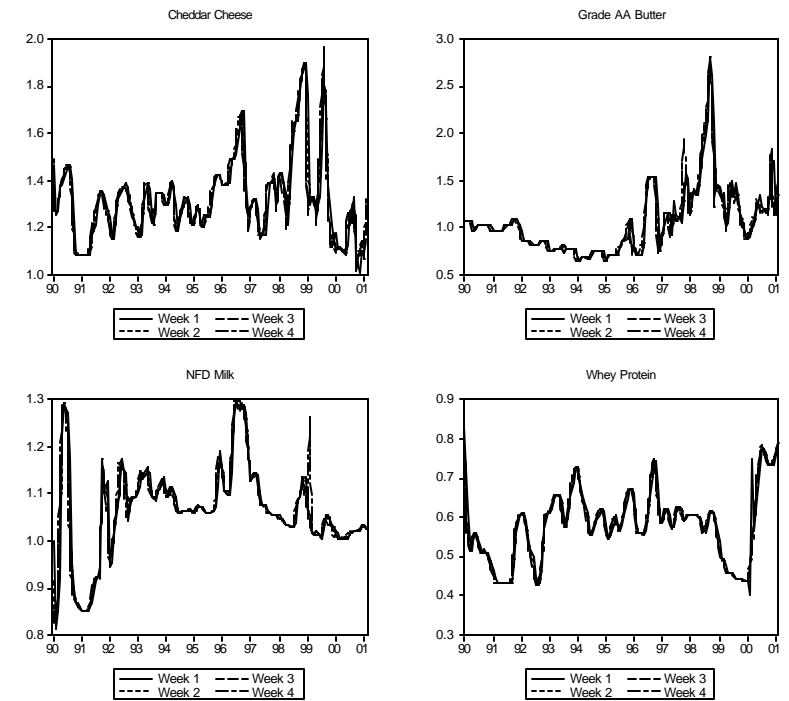 Cheddar Cheese
2.0
1.8
1.6
1.4
1.2
1.0
90 91 92 93 94 95 96 97 98 99 00 01
Week 1 Week 3
Week 2 Week 4
Grade AA Butter
3.0
2.5
2.0
1.5
1.0
0.5
90 91 92 93 94 95 96 97 98 99 00 01
Week 1 Week 3
Week 2 Week 4
NFD Milk
1.3
1.2
1.1
1.0
0.9
0.8
90 91 92 93 94 95 96 97 98 99 00 01
Week 1 Week 3
Week 2 Week 4
Whey Protein
0.9
0.8
0.7
0.6
0.5
0.4
0.3
90 91 92 93 94 95 96 97 98 99 00 01
Week 1 Week 3
Week 2 Week 4